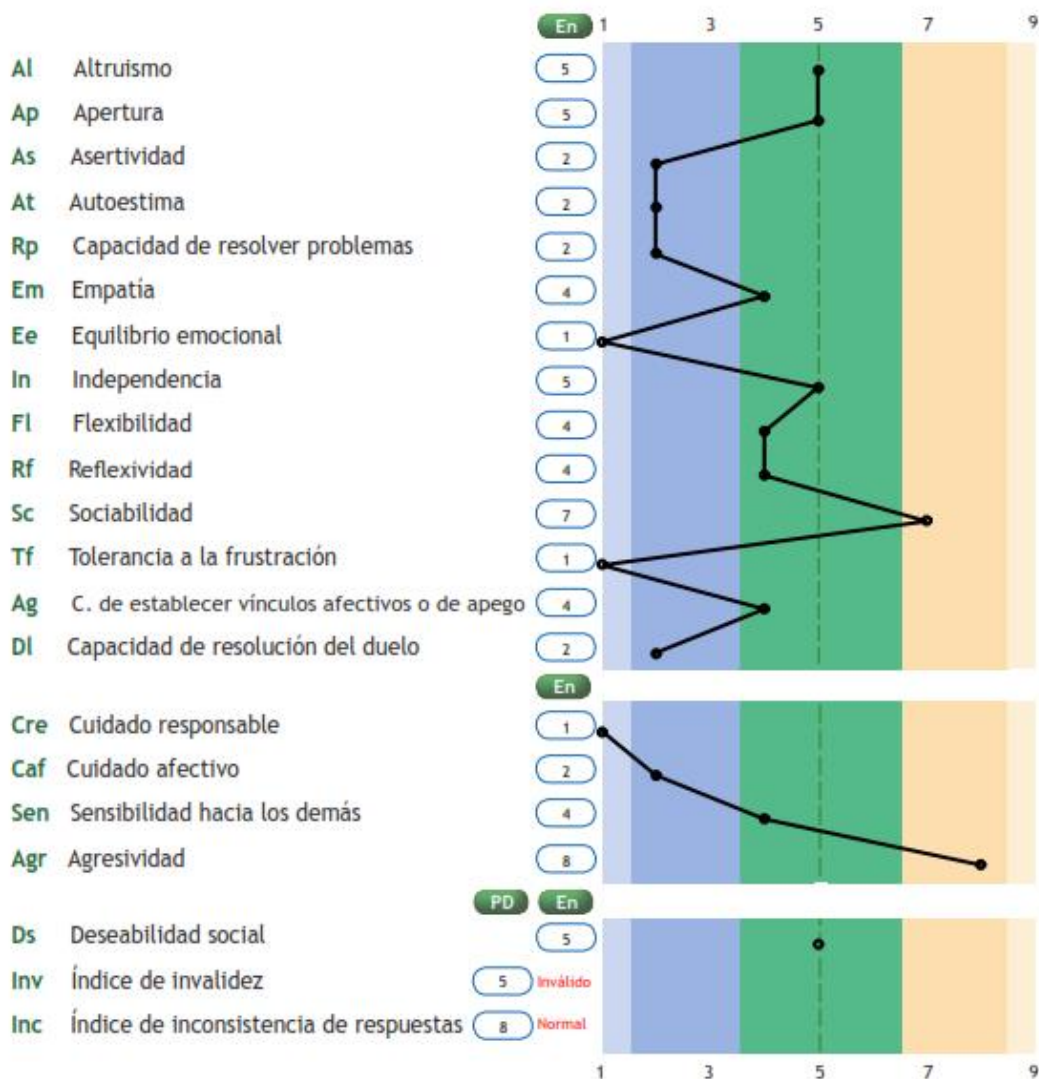 En 1 3 5 7 9
Al Altruismo 5
Ap Apertura 5
As Asertividad 2
At Autoestima 2
Rp Capacidad de resolver problemas 2
Em Empatía 4
Ee Equilibrio emocional 1
In Independencia 5
Fl Flexibilidad 4
Rf Reflexividad 4
Sc Sociabilidad 7
Tf Tolerancia a la frustración 1
Ag C. de establecer vínculos afectivos o de apego 4
Dl Capacidad de resolución del duelo 2
En
Cre Cuidado responsable 1
Caf Cuidado afectivo 2
Sen Sensibilidad hacia los demás 4
Agr Agresividad 8
PD En
Ds Deseabilidad social 5
Inv Índice de invalidez 5 Inválido
Inc Índice de inconsistencia de respuestas 8 Normal
1 3 5 7 9